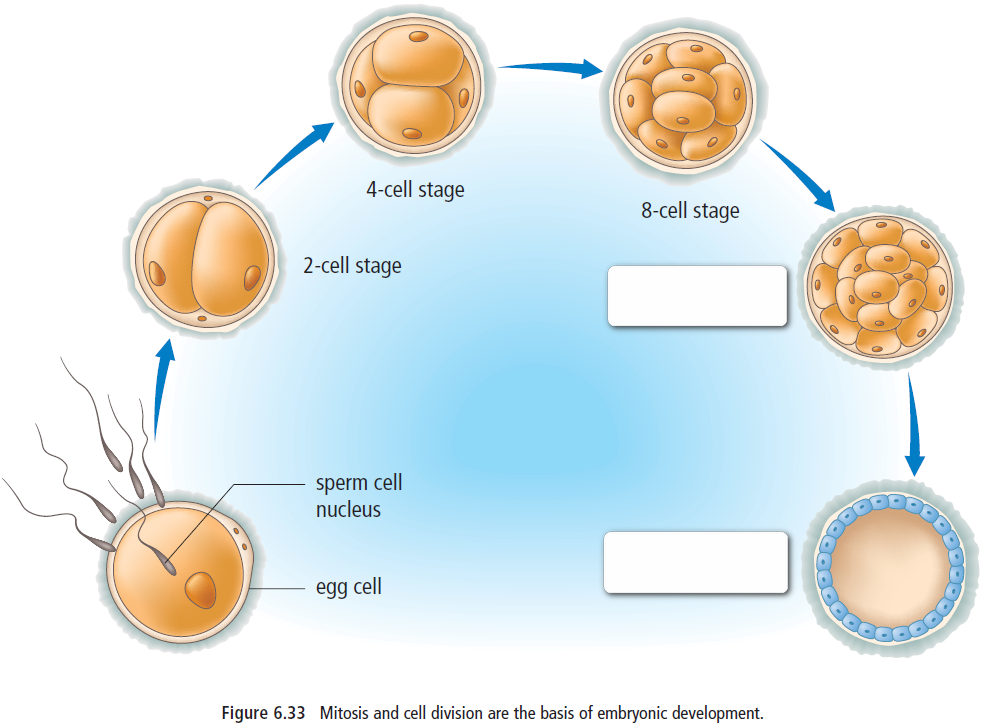 4-cell stage
8-cell stage
2-cell stage
sperm cell
nucleus
egg cell
Figure 6.33 Mitosis and cell division are the basis of embryonic development.